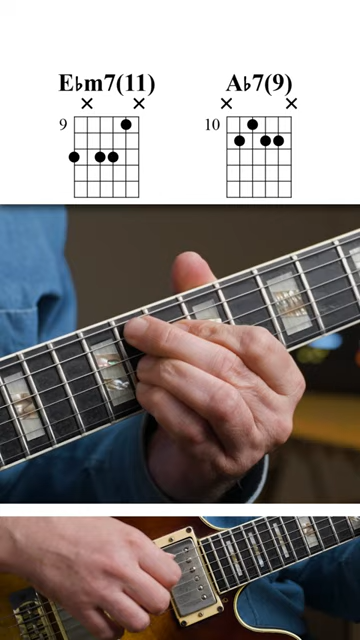 E♭m7(11) A♭7(9)
× × × ×
9 10